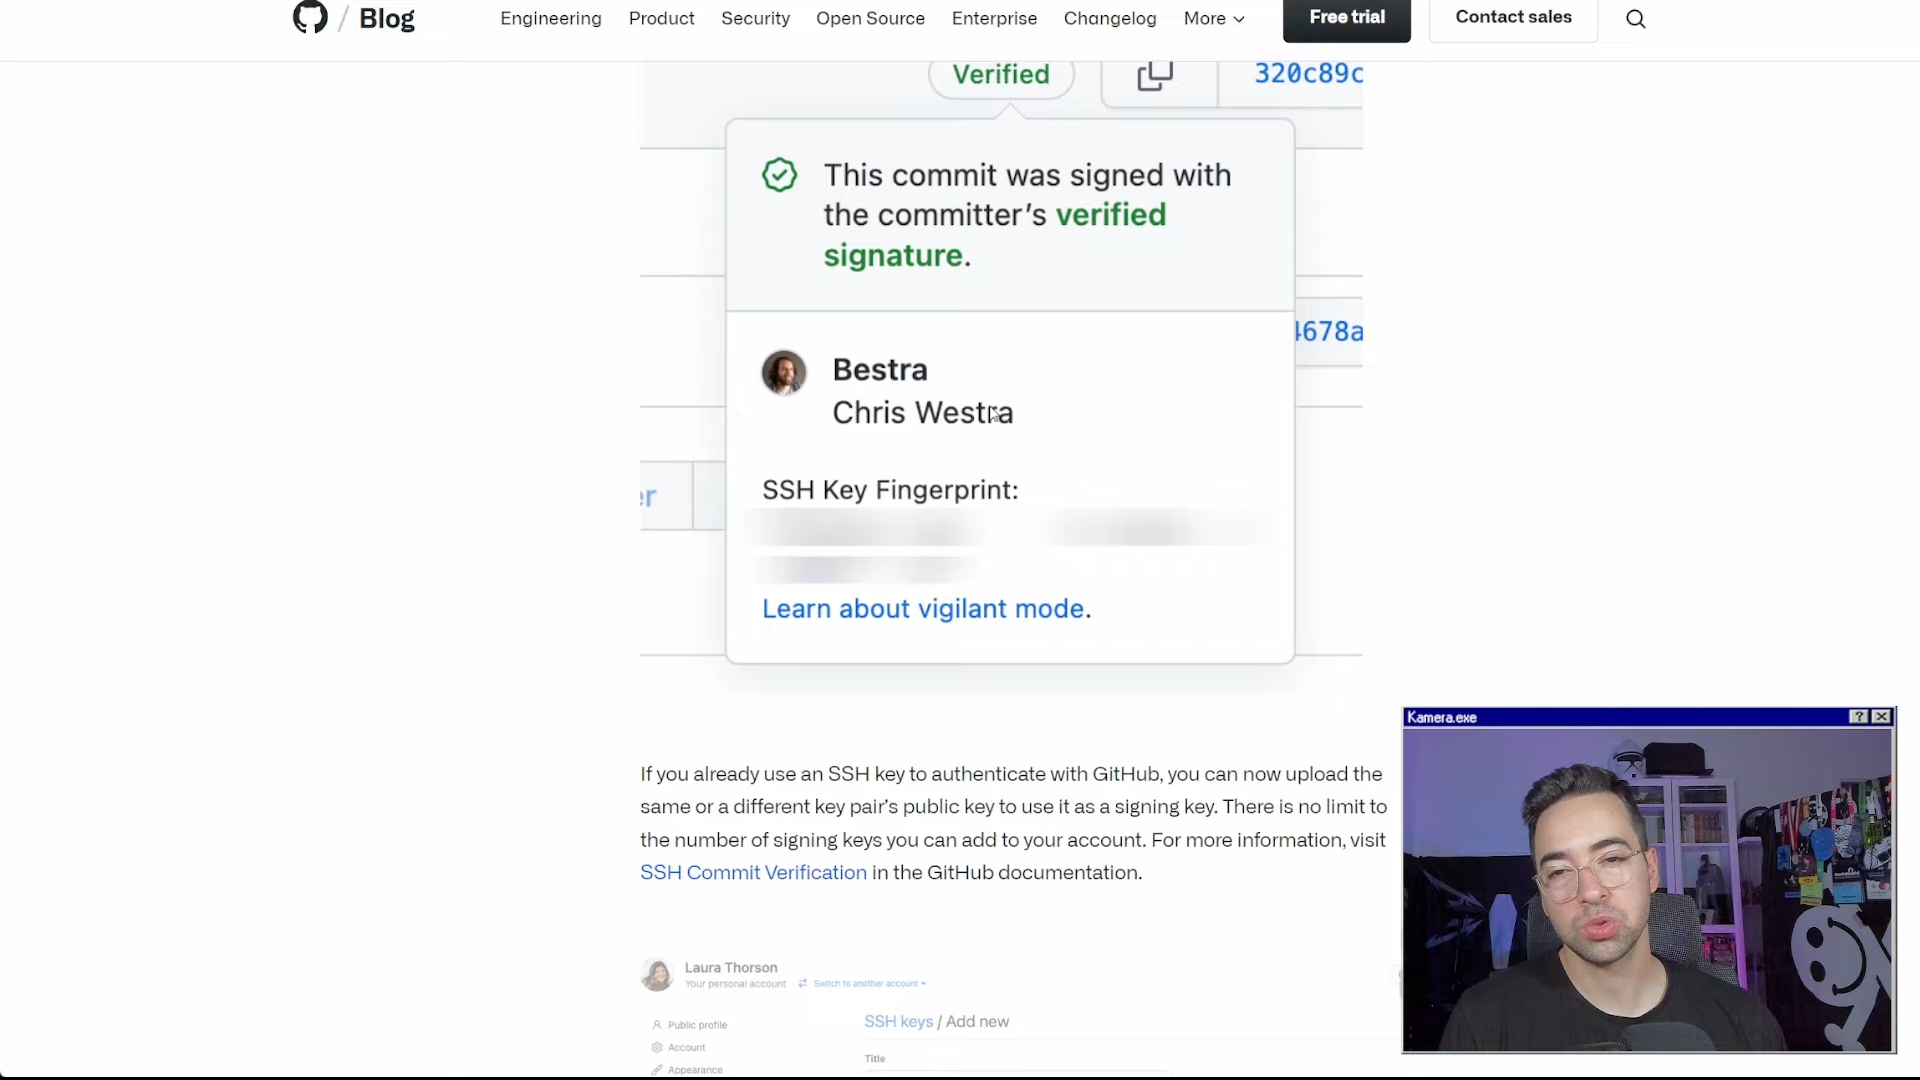 / Blog
Engineering Product Security Open Source Enterprise Changelog More
Free trial
Contact sales
Verified
320c89c
This commit was signed with
the committer's verified
signature.
4678a
Bestra
Chris Westra
er
SSH Key Fingerprint:
Learn about vigilant mode.
Kamera.exe
If you already use an SSH key to authenticate with GitHub, you can now upload the
same or a different key pair's public key to use it as a signing key. There is no limit to
the number of signing keys you can add to your account. For more information, visit
SSH Commit Verification in the GitHub documentation.
Laura Thorson
Your personal account
Switch to another account
SSH keys / Add new
Public profile
Account
Title
Appearance